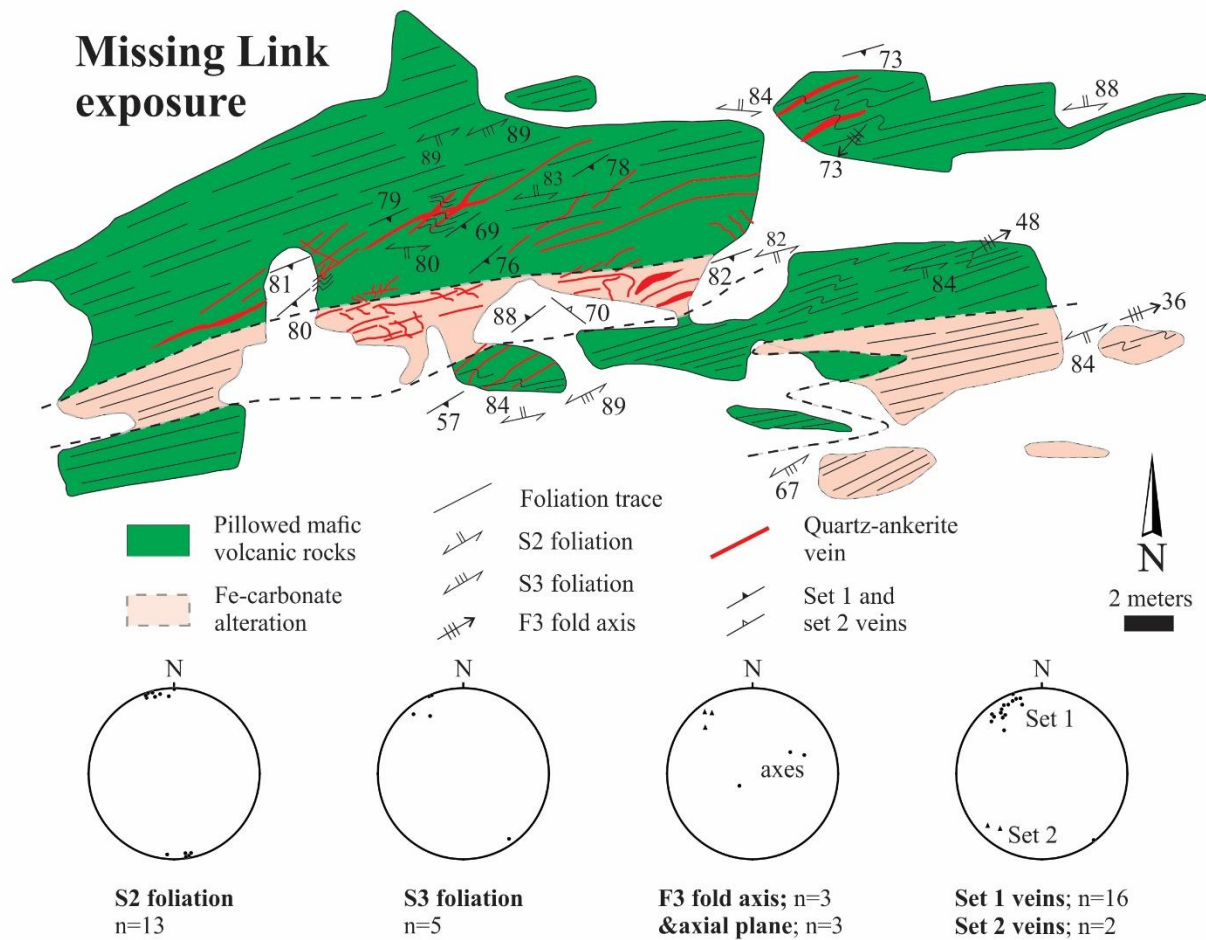 Missing Link
exposure
73
84
88
89
89
78
73
83
79
69
48
80
76
82
82
81
84
36
80
88
70
84
57
84
89
67
Pillowed mafic
volcanic rocks
Fe-carbonate
alteration
Foliation trace
S2 foliation
S3 foliation
F3 fold axis
Quartz-ankerite
vein
Set 1 and
set 2 veins
N
2 meters
N
N
N
N
axes
Set 1
Set 2
S2 foliation
n=13
S3 foliation
n=5
F3 fold axis; n=3
&axial plane; n=3
Set 1 veins; n=16
Set 2 veins; n=2